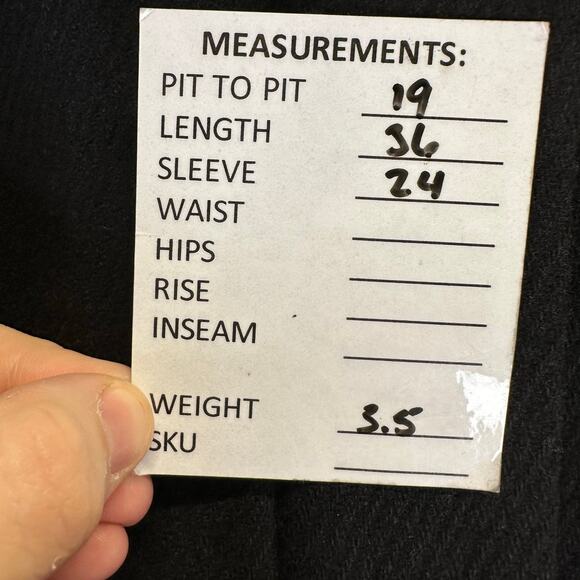 MEASUREMENTS:
PIT TO PIT 19
LENGTH 36
SLEEVE 24
WAIST
HIPS
RISE
INSEAM
WEIGHT 3.5
SKU